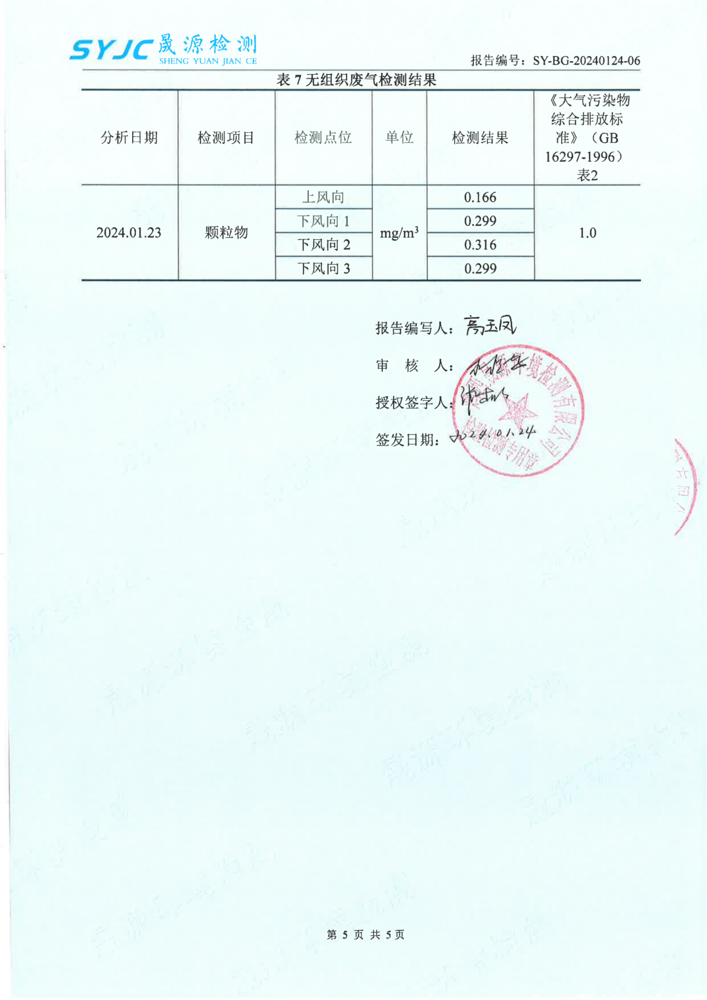 SYJC 晟源检测
SHENG YUAN JIAN CE
报告编号：SY-BG-20240124-06
表 7 无组织废气检测结果
分析日期 检测项目 检测点位 单位 检测结果 《大气污染物综合排放标准》（GB 16297-1996）表2
2024.01.23 颗粒物 mg/m³ 1.0
上风向 0.166
下风向 1 0.299
下风向 2 0.316
下风向 3 0.299
报告编写人：高玉凤
审 核 人：
授权签字人：
签发日期：2024.01.24
源环境检测有限公司
检验检测专用章
第 5 页 共 5 页